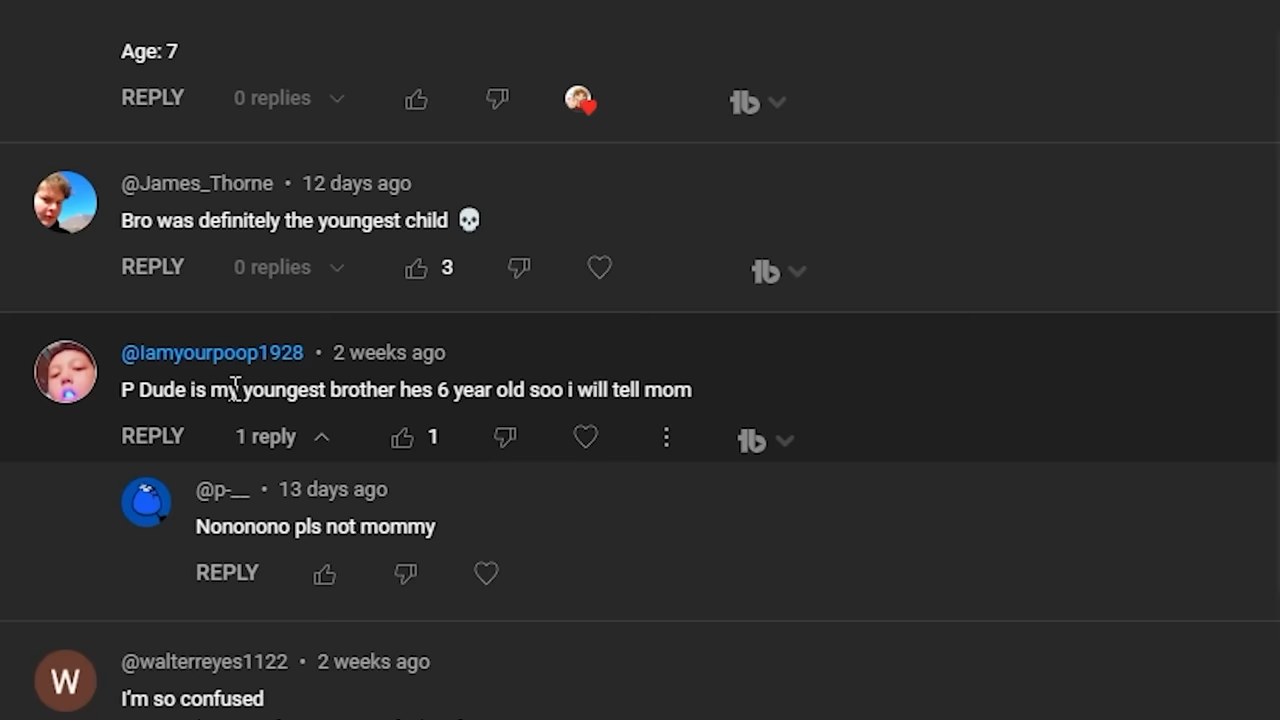 Age: 7
REPLY 0 replies
@James_Thorne • 12 days ago
Bro was definitely the youngest child 💀
REPLY 0 replies 3
@Iamyourpoop1928 • 2 weeks ago
P Dude is my youngest brother hes 6 year old soo i will tell mom
REPLY 1 reply 1
@p-__ • 13 days ago
Nononono pls not mommy
REPLY
W
@walterreyes1122 • 2 weeks ago
I'm so confused